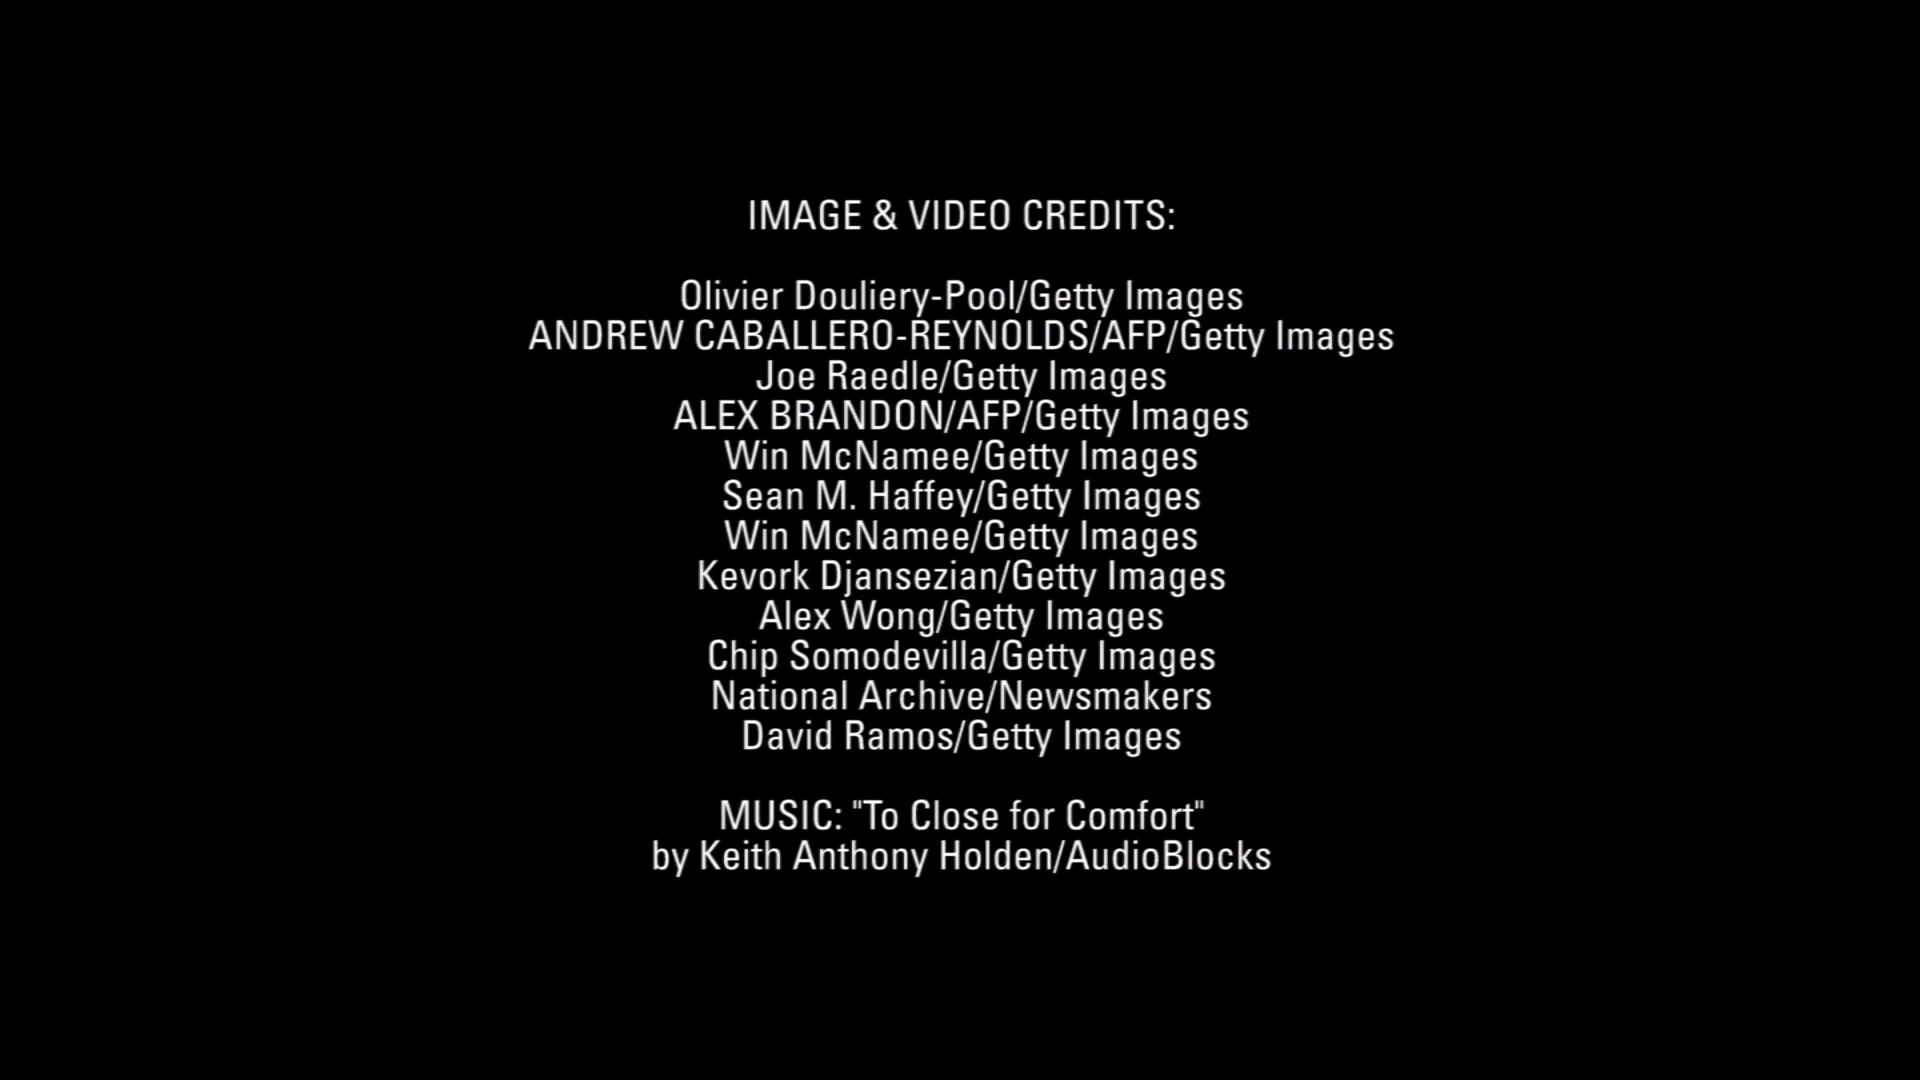 IMAGE & VIDEO CREDITS:
Olivier Douliery-Pool/Getty Images
ANDREW CABALLERO-REYNOLDS/AFP/Getty Images
Joe Raedle/Getty Images
ALEX BRANDON/AFP/Getty Images
Win McNamee/Getty Images
Sean M. Haffey/Getty Images
Win McNamee/Getty Images
Kevork Djansezian/Getty Images
Alex Wong/Getty Images
Chip Somodevilla/Getty Images
National Archive/Newsmakers
David Ramos/Getty Images
MUSIC: "To Close for Comfort"
by Keith Anthony Holden/AudioBlocks